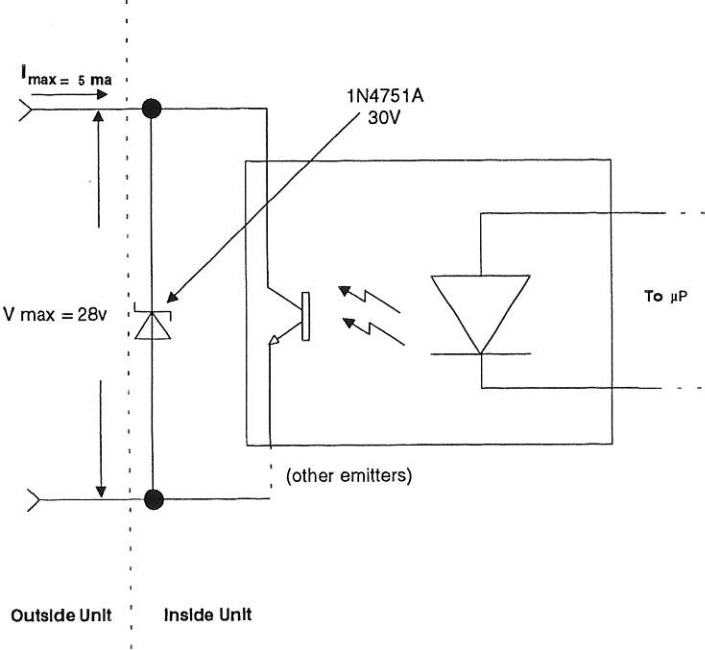 Imax = 5 ma
1N4751A
30V
V max = 28v
To µP
(other emitters)
Outside Unit
Inside Unit